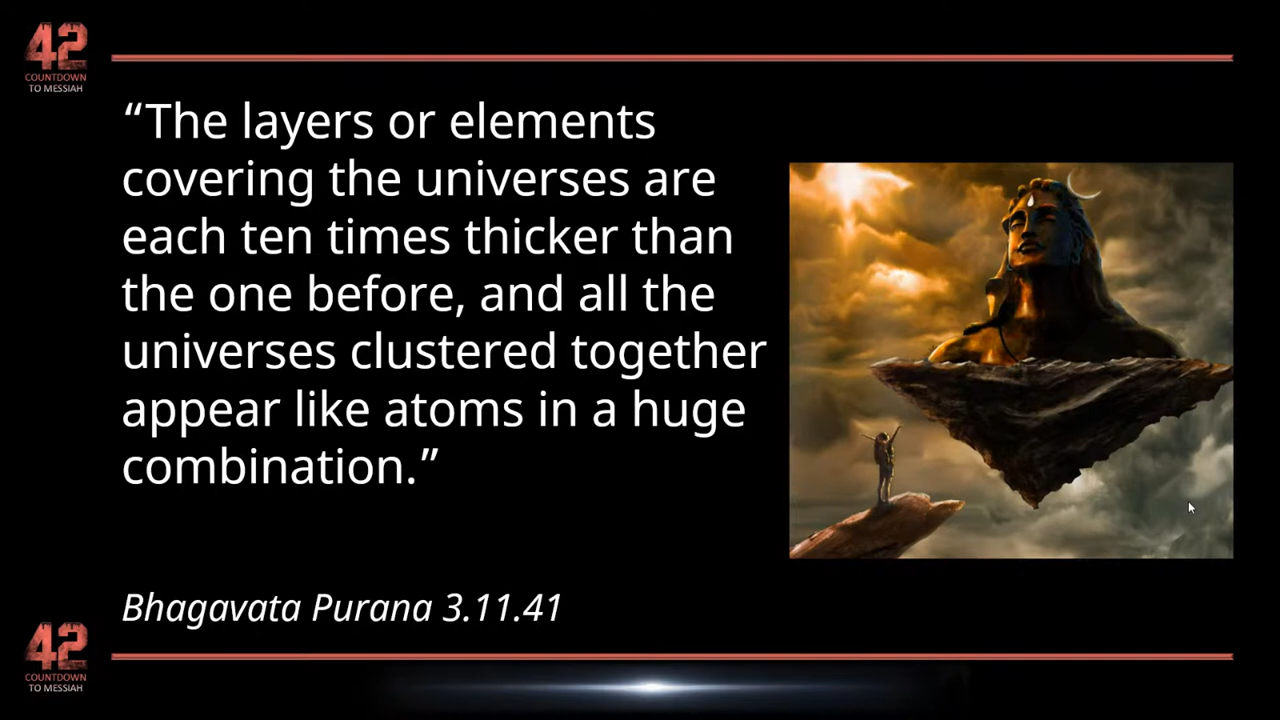 42
COUNTDOWN
TO MESSIAH
“The layers or elements
covering the universes are
each ten times thicker than
the one before, and all the
universes clustered together
appear like atoms in a huge
combination.”
Bhagavata Purana 3.11.41
42
COUNTDOWN
TO MESSIAH